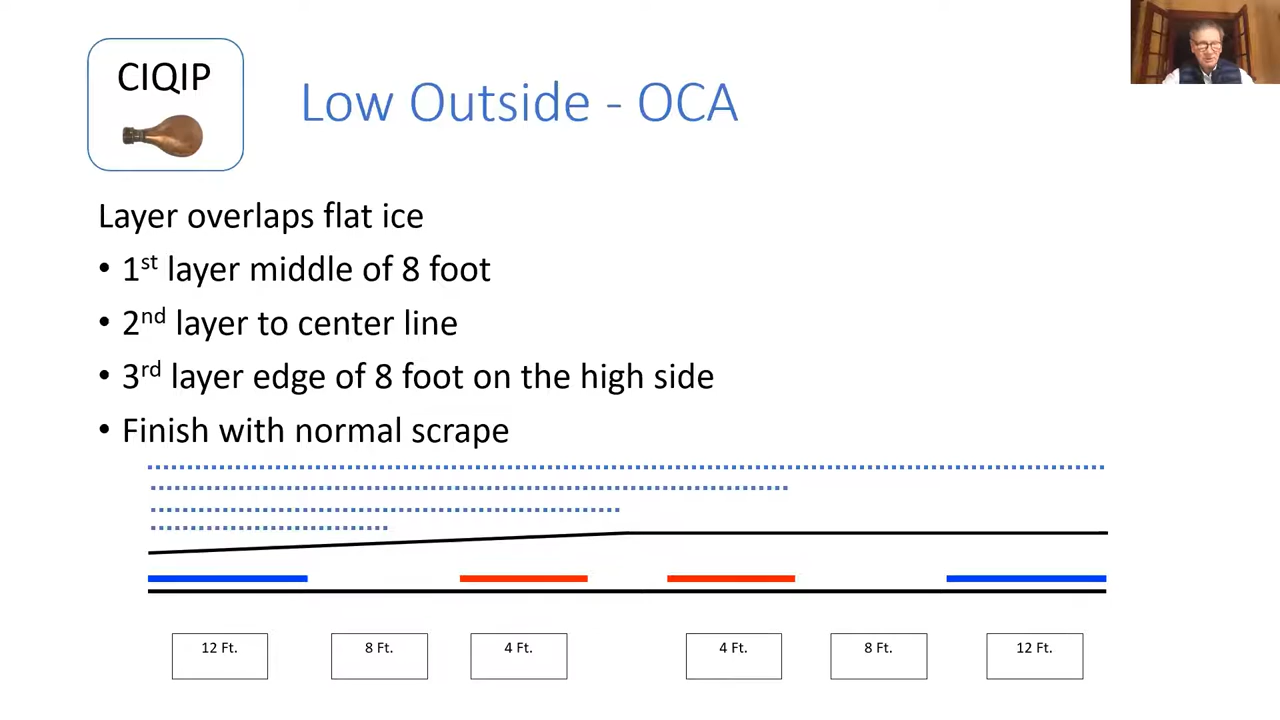 CIQIP
Low Outside - OCA
Layer overlaps flat ice
• 1st layer middle of 8 foot
• 2nd layer to center line
• 3rd layer edge of 8 foot on the high side
• Finish with normal scrape
12 Ft. 8 Ft. 4 Ft. 4 Ft. 8 Ft. 12 Ft.